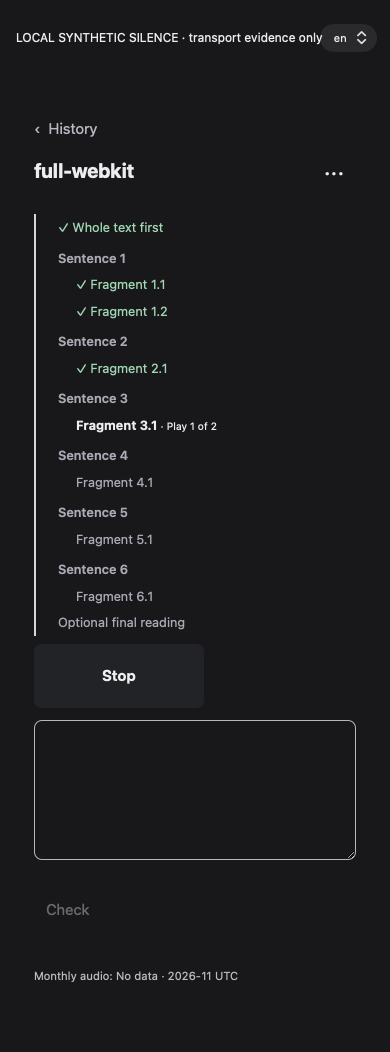 LOCAL SYNTHETIC SILENCE · transport evidence only
en
‹ History
full-webkit
...
✓ Whole text first
Sentence 1
✓ Fragment 1.1
✓ Fragment 1.2
Sentence 2
✓ Fragment 2.1
Sentence 3
Fragment 3.1 · Play 1 of 2
Sentence 4
Fragment 4.1
Sentence 5
Fragment 5.1
Sentence 6
Fragment 6.1
Optional final reading
Stop
Check
Monthly audio: No data · 2026-11 UTC